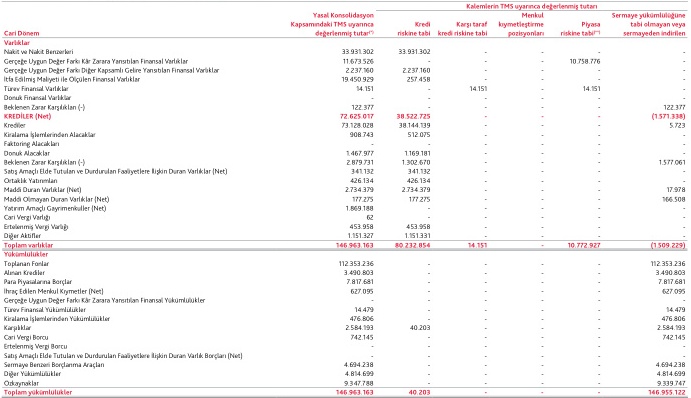 Kalemlerin TMS uyarınca değerlenmiş tutarı
Cari Dönem Yasal Konsolidasyon Kapsamındaki TMS uyarınca değerlenmiş tutar(*) Kredi riskine tabi Karşı taraf kredi riskine tabi Menkul kıymetleştirme pozisyonları Piyasa riskine tabi(**) Sermaye yükümlülüğüne tabi olmayan veya sermayeden indirilen
Varlıklar
Nakit ve Nakit Benzerleri 33.931.302 33.931.302 - - - -
Gerçeğe Uygun Değer Farkı Kâr Zarara Yansıtılan Finansal Varlıklar 11.673.526 - - - 10.758.776 -
Gerçeğe Uygun Değer Farkı Diğer Kapsamlı Gelire Yansıtılan Finansal Varlıklar 2.237.160 2.237.160 - - - -
İtfa Edilmiş Maliyeti ile Ölçülen Finansal Varlıklar 19.450.929 257.458 - - - -
Türev Finansal Varlıklar 14.151 - 14.151 - 14.151 -
Donuk Finansal Varlıklar - - - - - -
Beklenen Zarar Karşılıkları (-) 122.377 - - - - 122.377
KREDİLER (Net) 72.625.017 38.522.725 - - - (1.571.338)
Krediler 73.128.028 38.144.139 - - - 5.723
Kiralama İşlemlerinden Alacaklar 908.743 512.075 - - - -
Faktoring Alacakları - - - - - -
Donuk Alacaklar 1.467.977 1.169.181 - - - -
Beklenen Zarar Karşılıkları (-) 2.879.731 1.302.670 - - - 1.577.061
Satış Amaçlı Elde Tutulan ve Durdurulan Faaliyetlere İlişkin Duran Varlıklar (Net) 341.132 341.132 - - - -
Ortaklık Yatırımları 426.134 426.134 - - - -
Maddi Duran Varlıklar (Net) 2.734.379 2.734.379 - - - 17.978
Maddi Olmayan Duran Varlıklar (Net) 177.275 177.275 - - - 166.508
Yatırım Amaçlı Gayrimenkuller (Net) 1.869.188 - - - - -
Cari Vergi Varlığı 62 - - - - -
Ertelenmiş Vergi Varlığı 453.958 453.958 - - - -
Diğer Aktifler 1.151.327 1.151.331 - - - -
Toplam varlıklar 146.963.163 80.232.854 14.151 - 10.772.927 (1.509.229)
Yükümlülükler
Toplanan Fonlar 112.353.236 - - - - 112.353.236
Alınan Krediler 3.490.803 - - - - 3.490.803
Para Piyasalarına Borçlar 7.817.681 - - - - 7.817.681
İhraç Edilen Menkul Kıymetler (Net) 627.095 - - - - 627.095
Gerçeğe Uygun Değer Farkı Kâr Zarara Yansıtılan Finansal Yükümlülükler - - - - - -
Türev Finansal Yükümlülükler 14.479 - - - - 14.479
Kiralama İşlemlerinden Yükümlülükler 476.806 - - - - 476.806
Karşılıklar 2.584.193 40.203 - - - 2.584.193
Cari Vergi Borcu 742.145 - - - - 742.145
Ertelenmiş Vergi Borcu - - - - - -
Satış Amaçlı Elde Tutulan ve Durdurulan Faaliyetlere İlişkin Duran Varlık Borçları (Net) - - - - - -
Sermaye Benzeri Borçlanma Araçları 4.694.238 - - - - 4.694.238
Diğer Yükümlülükler 4.814.699 - - - - 4.814.699
Özkaynaklar 9.347.788 - - - - 9.339.747
Toplam yükümlülükler 146.963.163 40.203 - - - 146.955.122